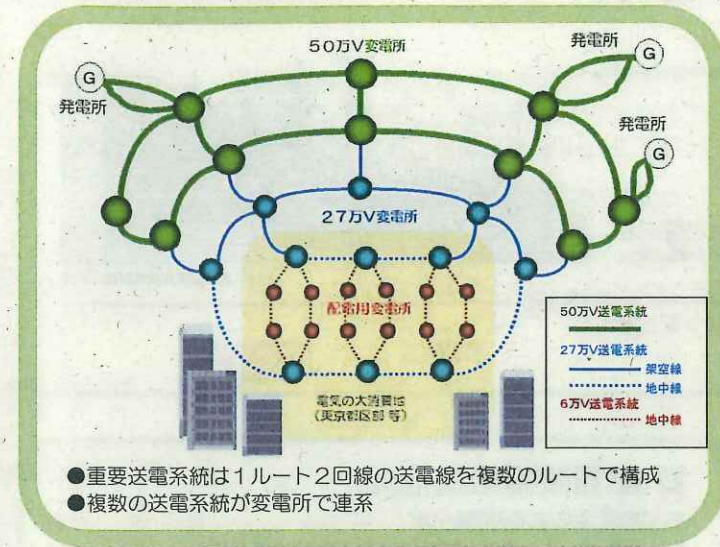 50万V変電所
発電所
G
G
発電所
発電所
G
27万V変電所
配電用変電所
50万V送電系統
27万V送電系統
架空線
地中線
6万V送電系統
地中線
電気の大消費地
(東京都区部 等)
●重要送電系統は1ルート2回線の送電線を複数のルートで構成
●複数の送電系統が変電所で連系